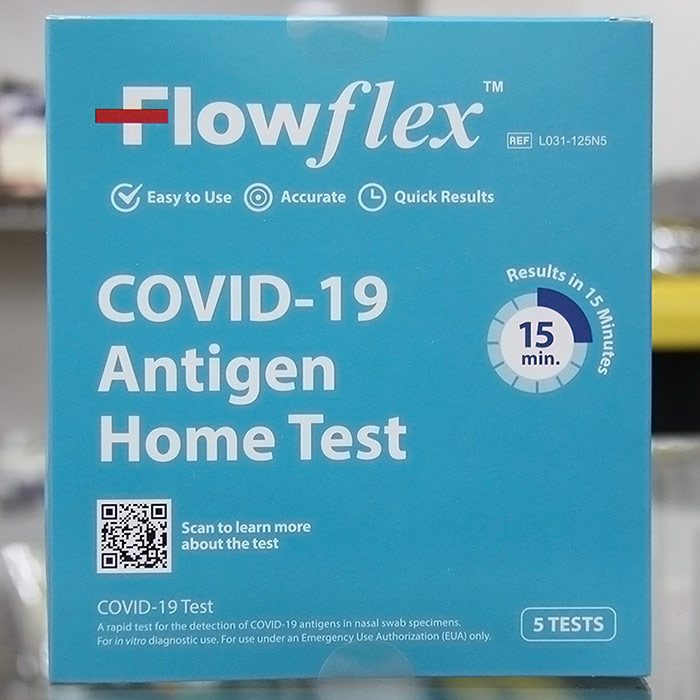 Flowflex™
REF L031-125N5
Easy to Use Accurate Quick Results
Results in 15 Minutes
15
min.
COVID-19
Antigen
Home Test
Scan to learn more
about the test
COVID-19 Test
A rapid test for the detection of COVID-19 antigens in nasal swab specimens.
For in vitro diagnostic use. For use under an Emergency Use Authorization (EUA) only.
5 TESTS